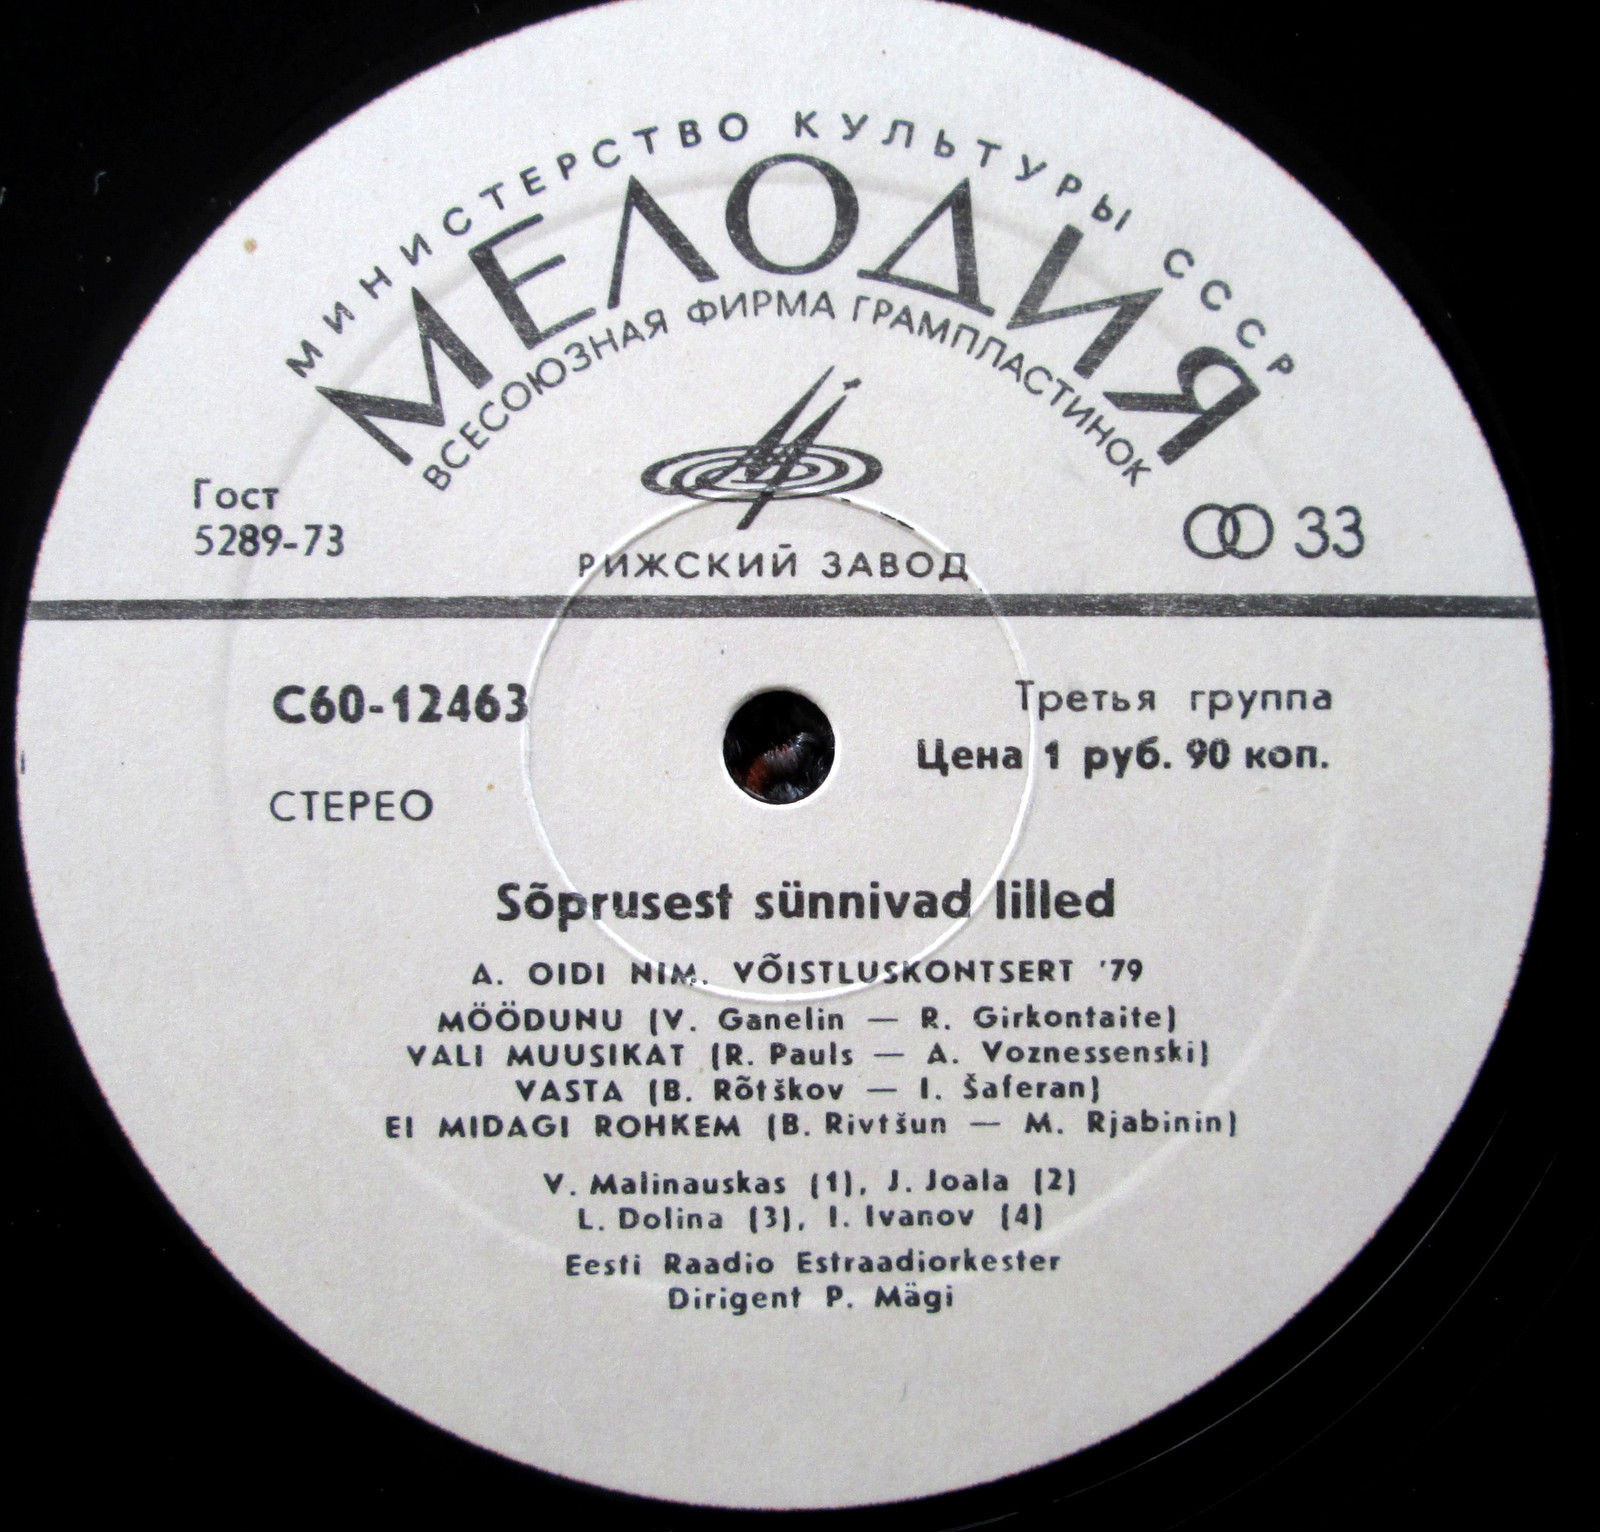 МИНИСТЕРСТВО КУЛЬТУРЫ СССР
МЕЛОДИЯ
ВСЕСОЮЗНАЯ ФИРМА ГРАМПЛАСТИНОК
Гост
5289-73
33
РИЖСКИЙ ЗАВОД
С60-12463
Третья группа
Цена 1 руб. 90 коп.
СТЕРЕО
Sõprusest sünnivad lilled
A. OIDI NIM. VÕISTLUSKONTSERT '79
MÖÖDUNU (V. Ganelin — R. Girkontaite)
VALI MUUSIKAT (R. Pauls — A. Voznessenski)
VASTA (B. Rõtškov — I. Šaferan)
EI MIDAGI ROHKEM (B. Rivtšun — M. Rjabinin)
V. Malinauskas (1), J. Joala (2)
L. Dolina (3), I. Ivanov (4)
Eesti Raadio Estraadiorkester
Dirigent P. Mägi